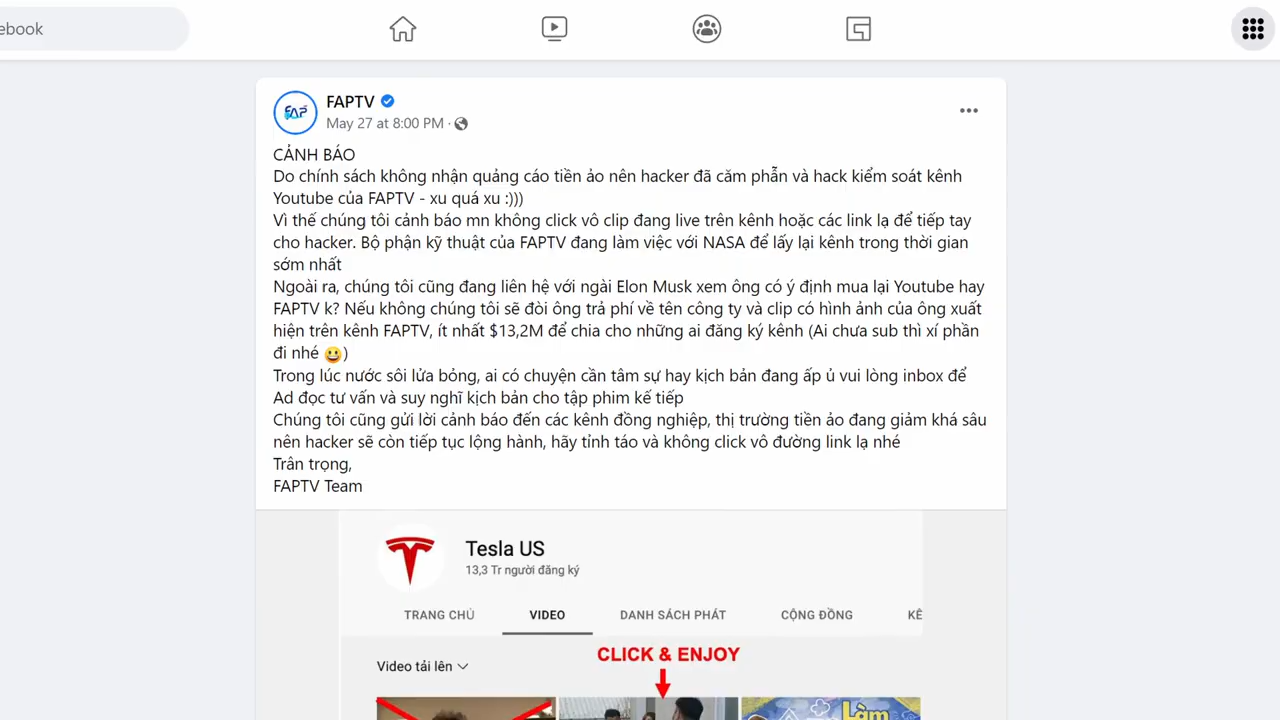 ebook
FAPTV
May 27 at 8:00 PM ·
CẢNH BÁO
Do chính sách không nhận quảng cáo tiền ảo nên hacker đã căm phẫn và hack kiểm soát kênh
Youtube của FAPTV - xu quá xu :)))
Vì thế chúng tôi cảnh báo mn không click vô clip đang live trên kênh hoặc các link lạ để tiếp tay
cho hacker. Bộ phận kỹ thuật của FAPTV đang làm việc với NASA để lấy lại kênh trong thời gian
sớm nhất
Ngoài ra, chúng tôi cũng đang liên hệ với ngài Elon Musk xem ông có ý định mua lại Youtube hay
FAPTV k? Nếu không chúng tôi sẽ đòi ông trả phí về tên công ty và clip có hình ảnh của ông xuất
hiện trên kênh FAPTV, ít nhất $13,2M để chia cho những ai đăng ký kênh (Ai chưa sub thì xí phần
đi nhé 😀)
Trong lúc nước sôi lửa bỏng, ai có chuyện cần tâm sự hay kịch bản đang ấp ủ vui lòng inbox để
Ad đọc tư vấn và suy nghĩ kịch bản cho tập phim kế tiếp
Chúng tôi cũng gửi lời cảnh báo đến các kênh đồng nghiệp, thị trường tiền ảo đang giảm khá sâu
nên hacker sẽ còn tiếp tục lộng hành, hãy tỉnh táo và không click vô đường link lạ nhé
Trân trọng,
FAPTV Team
Tesla US
13,3 Tr người đăng ký
TRANG CHỦ VIDEO DANH SÁCH PHÁT CỘNG ĐỒNG KÊ
Video tải lên
CLICK & ENJOY
Làm